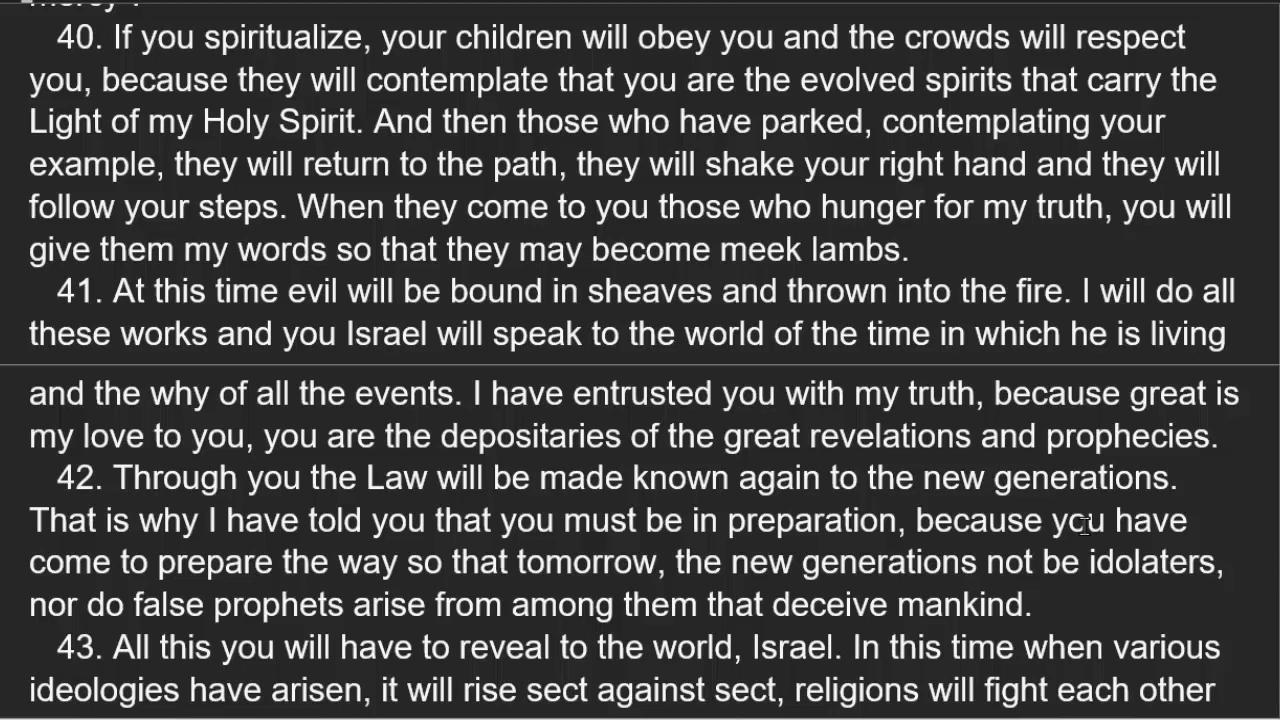 40. If you spiritualize, your children will obey you and the crowds will respect
you, because they will contemplate that you are the evolved spirits that carry the
Light of my Holy Spirit. And then those who have parked, contemplating your
example, they will return to the path, they will shake your right hand and they will
follow your steps. When they come to you those who hunger for my truth, you will
give them my words so that they may become meek lambs.
41. At this time evil will be bound in sheaves and thrown into the fire. I will do all
these works and you Israel will speak to the world of the time in which he is living
and the why of all the events. I have entrusted you with my truth, because great is
my love to you, you are the depositaries of the great revelations and prophecies.
42. Through you the Law will be made known again to the new generations.
That is why I have told you that you must be in preparation, because you have
come to prepare the way so that tomorrow, the new generations not be idolaters,
nor do false prophets arise from among them that deceive mankind.
43. All this you will have to reveal to the world, Israel. In this time when various
ideologies have arisen, it will rise sect against sect, religions will fight each other